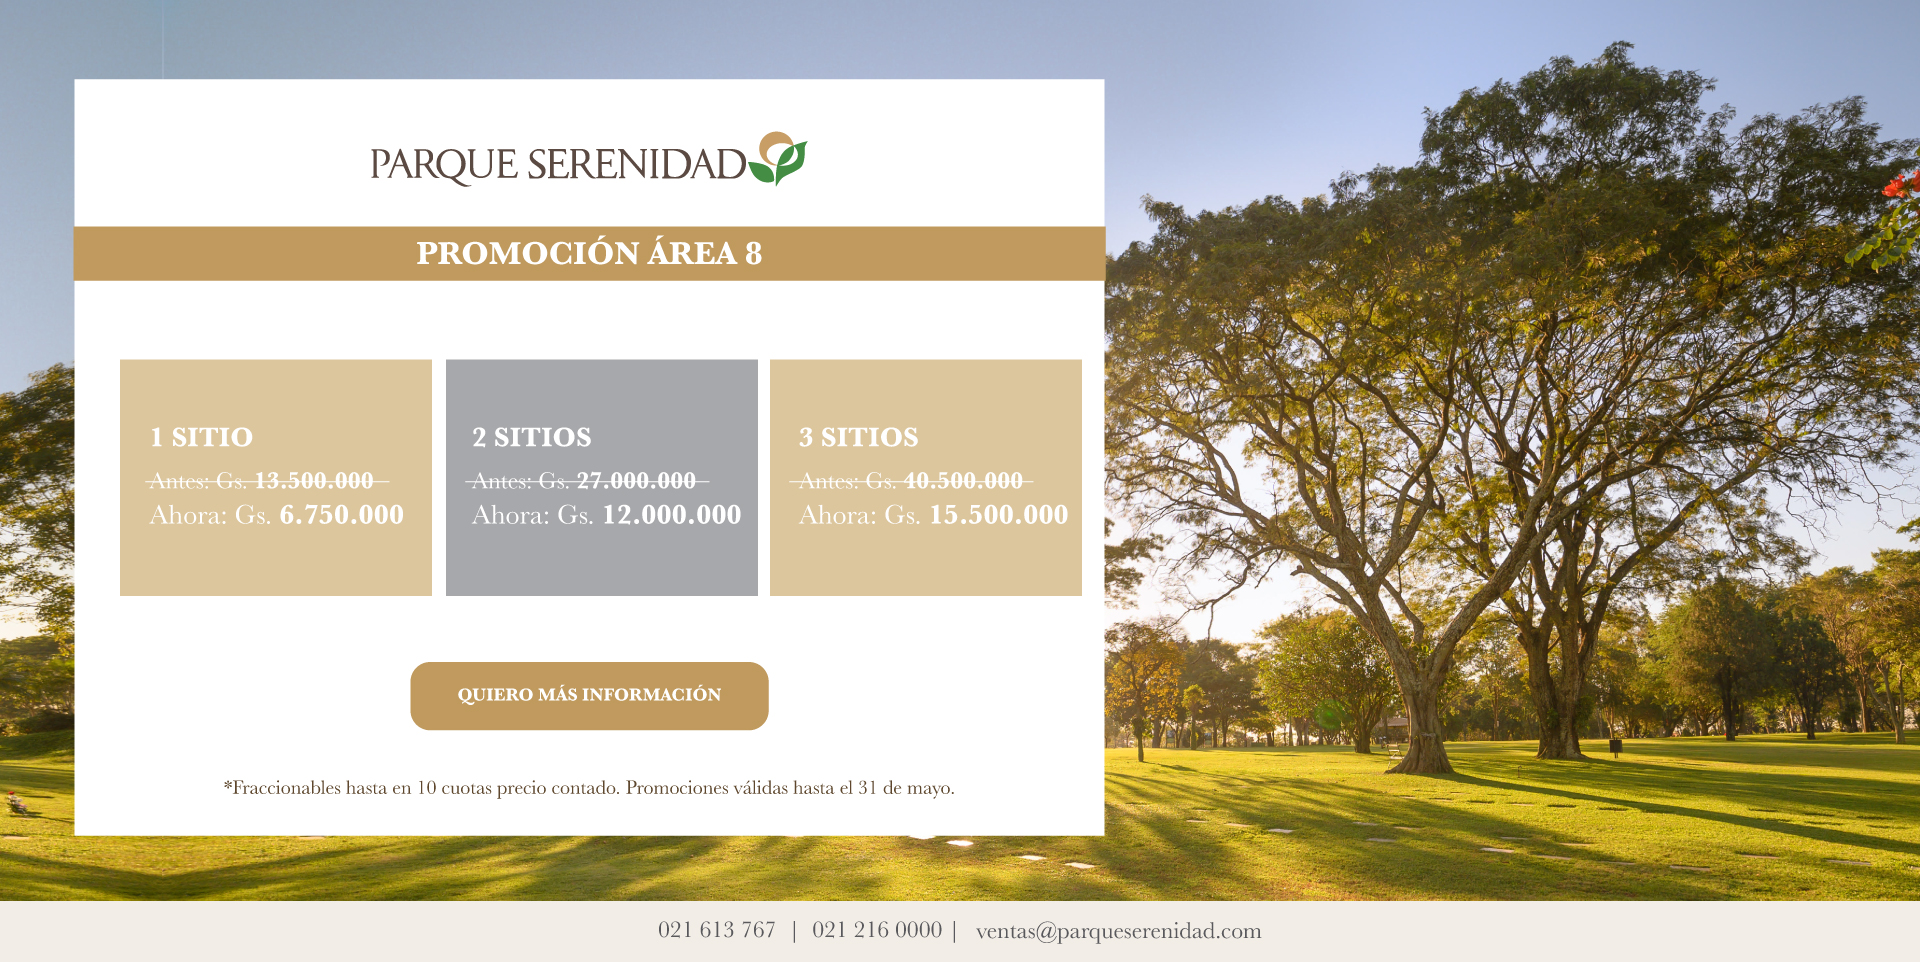 PARQUE SERENIDAD
PROMOCIÓN ÁREA 8
1 SITIO
Antes: Gs. 13.500.000
Ahora: Gs. 6.750.000
2 SITIOS
Antes: Gs. 27.000.000
Ahora: Gs. 12.000.000
3 SITIOS
Antes: Gs. 40.500.000
Ahora: Gs. 15.500.000
QUIERO MÁS INFORMACIÓN
*Fraccionables hasta en 10 cuotas precio contado. Promociones válidas hasta el 31 de mayo.
021 613 767 | 021 216 0000 | ventas@parqueserenidad.com